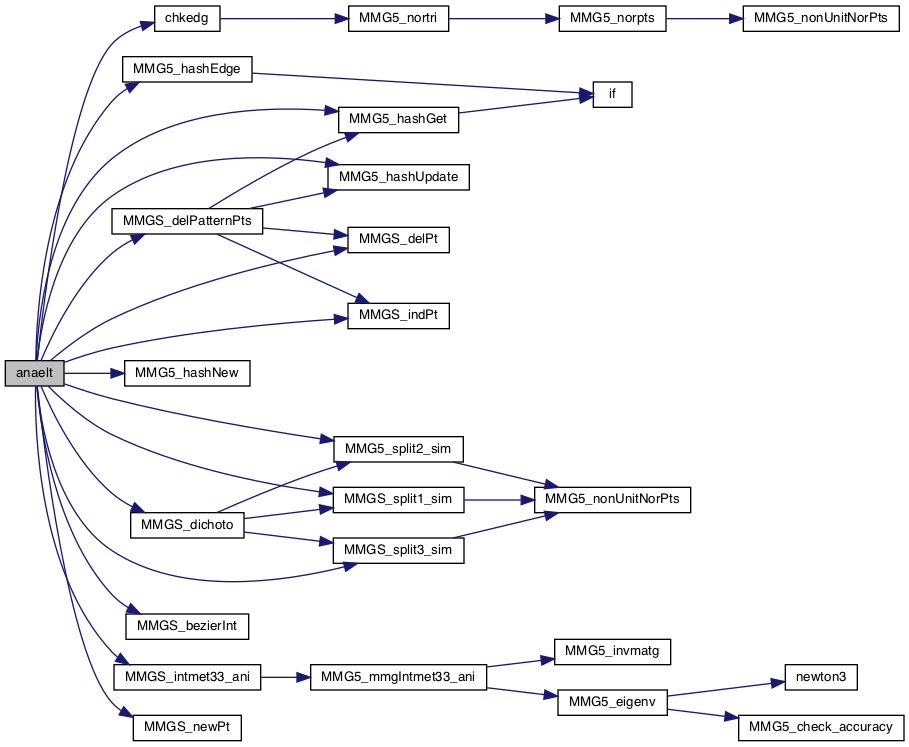 chkedg
MMG5_nortri
MMG5_norpts
MMG5_nonUnitNorPts
MMG5_hashEdge
if
MMG5_hashGet
MMG5_hashUpdate
MMGS_delPatternPts
MMGS_delPt
MMGS_indPt
anaelt
MMG5_hashNew
MMG5_split2_sim
MMGS_split1_sim
MMG5_nonUnitNorPts
MMGS_dichoto
MMGS_split3_sim
MMGS_bezierInt
MMG5_invmatg
MMGS_intmet33_ani
MMG5_mmgIntmet33_ani
newton3
MMG5_eigenv
MMGS_newPt
MMG5_check_accuracy